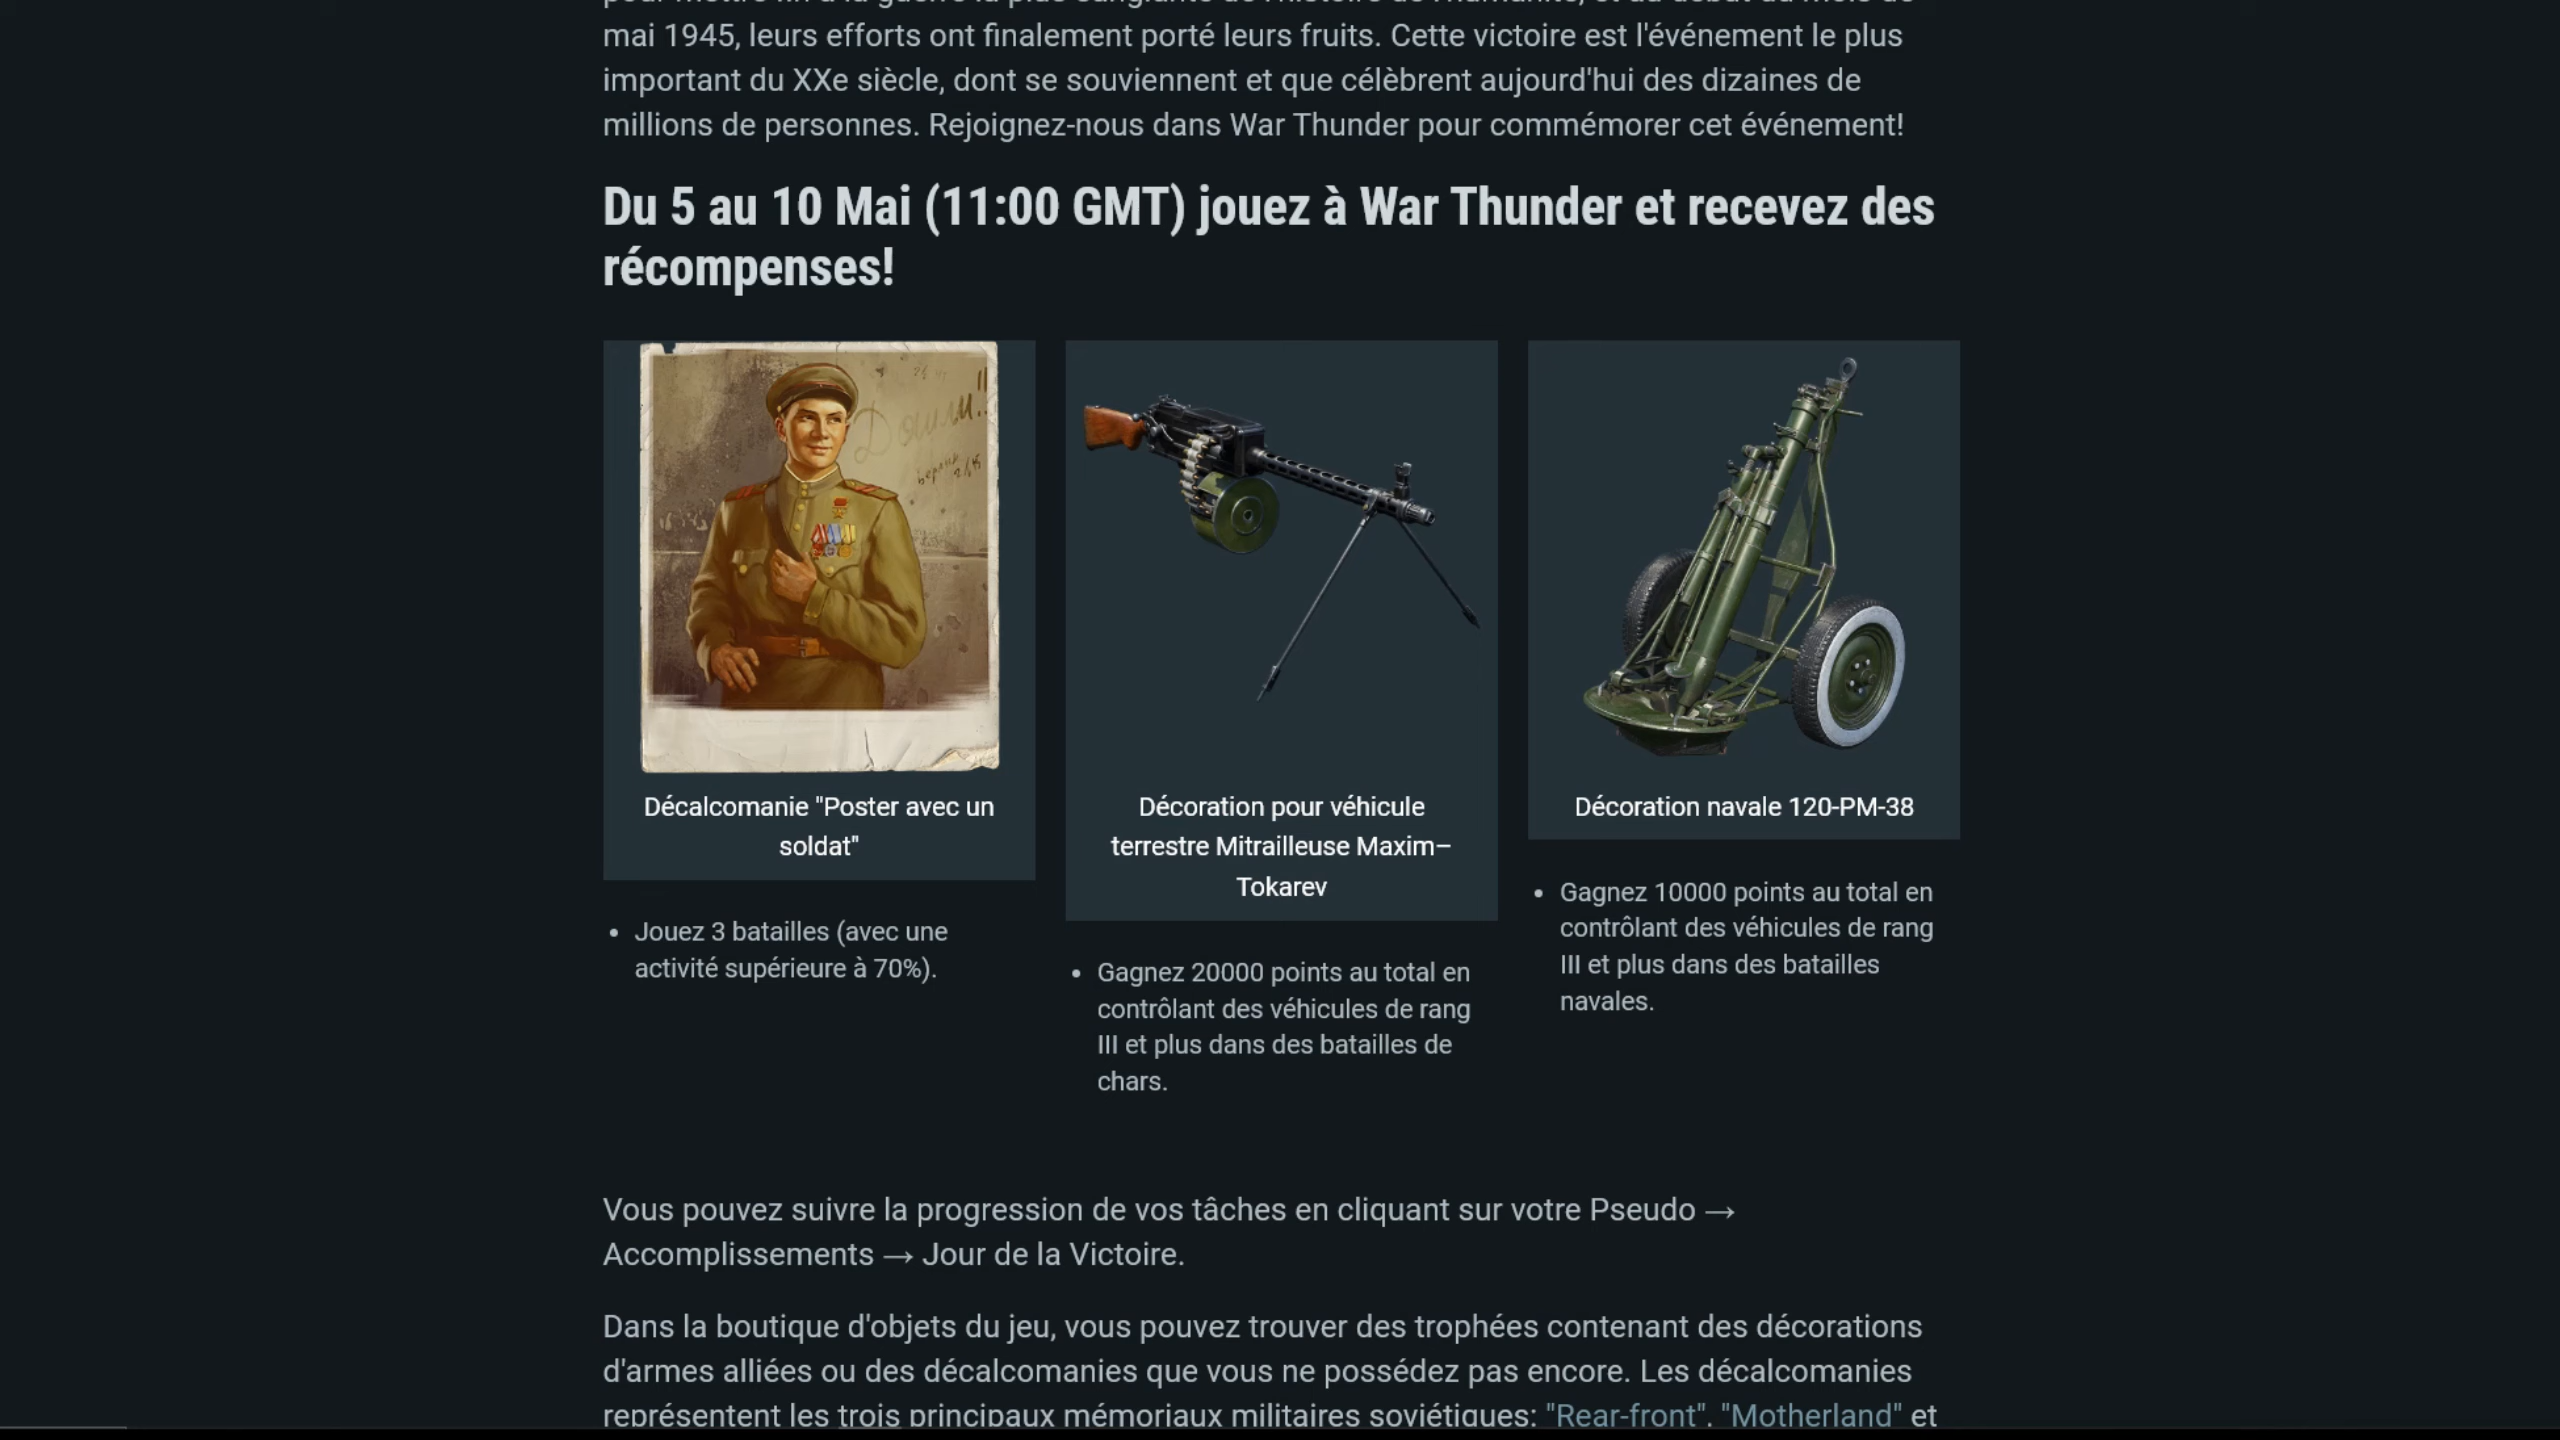 mai 1945, leurs efforts ont finalement porté leurs fruits. Cette victoire est l'événement le plus
important du XXe siècle, dont se souviennent et que célèbrent aujourd'hui des dizaines de
millions de personnes. Rejoignez-nous dans War Thunder pour commémorer cet événement!
Du 5 au 10 Mai (11:00 GMT) jouez à War Thunder et recevez des
récompenses!
Дошли!!
Берлин
Décalcomanie "Poster avec un
soldat"
Jouez 3 batailles (avec une
activité supérieure à 70%).
Décoration pour véhicule
terrestre Mitrailleuse Maxim–
Tokarev
Gagnez 20000 points au total en
contrôlant des véhicules de rang
III et plus dans des batailles de
chars.
Décoration navale 120-PM-38
Gagnez 10000 points au total en
contrôlant des véhicules de rang
III et plus dans des batailles
navales.
Vous pouvez suivre la progression de vos tâches en cliquant sur votre Pseudo →
Accomplissements → Jour de la Victoire.
Dans la boutique d'objets du jeu, vous pouvez trouver des trophées contenant des décorations
d'armes alliées ou des décalcomanies que vous ne possédez pas encore. Les décalcomanies
représentent les trois principaux mémoriaux militaires soviétiques: "Rear-front", "Motherland" et